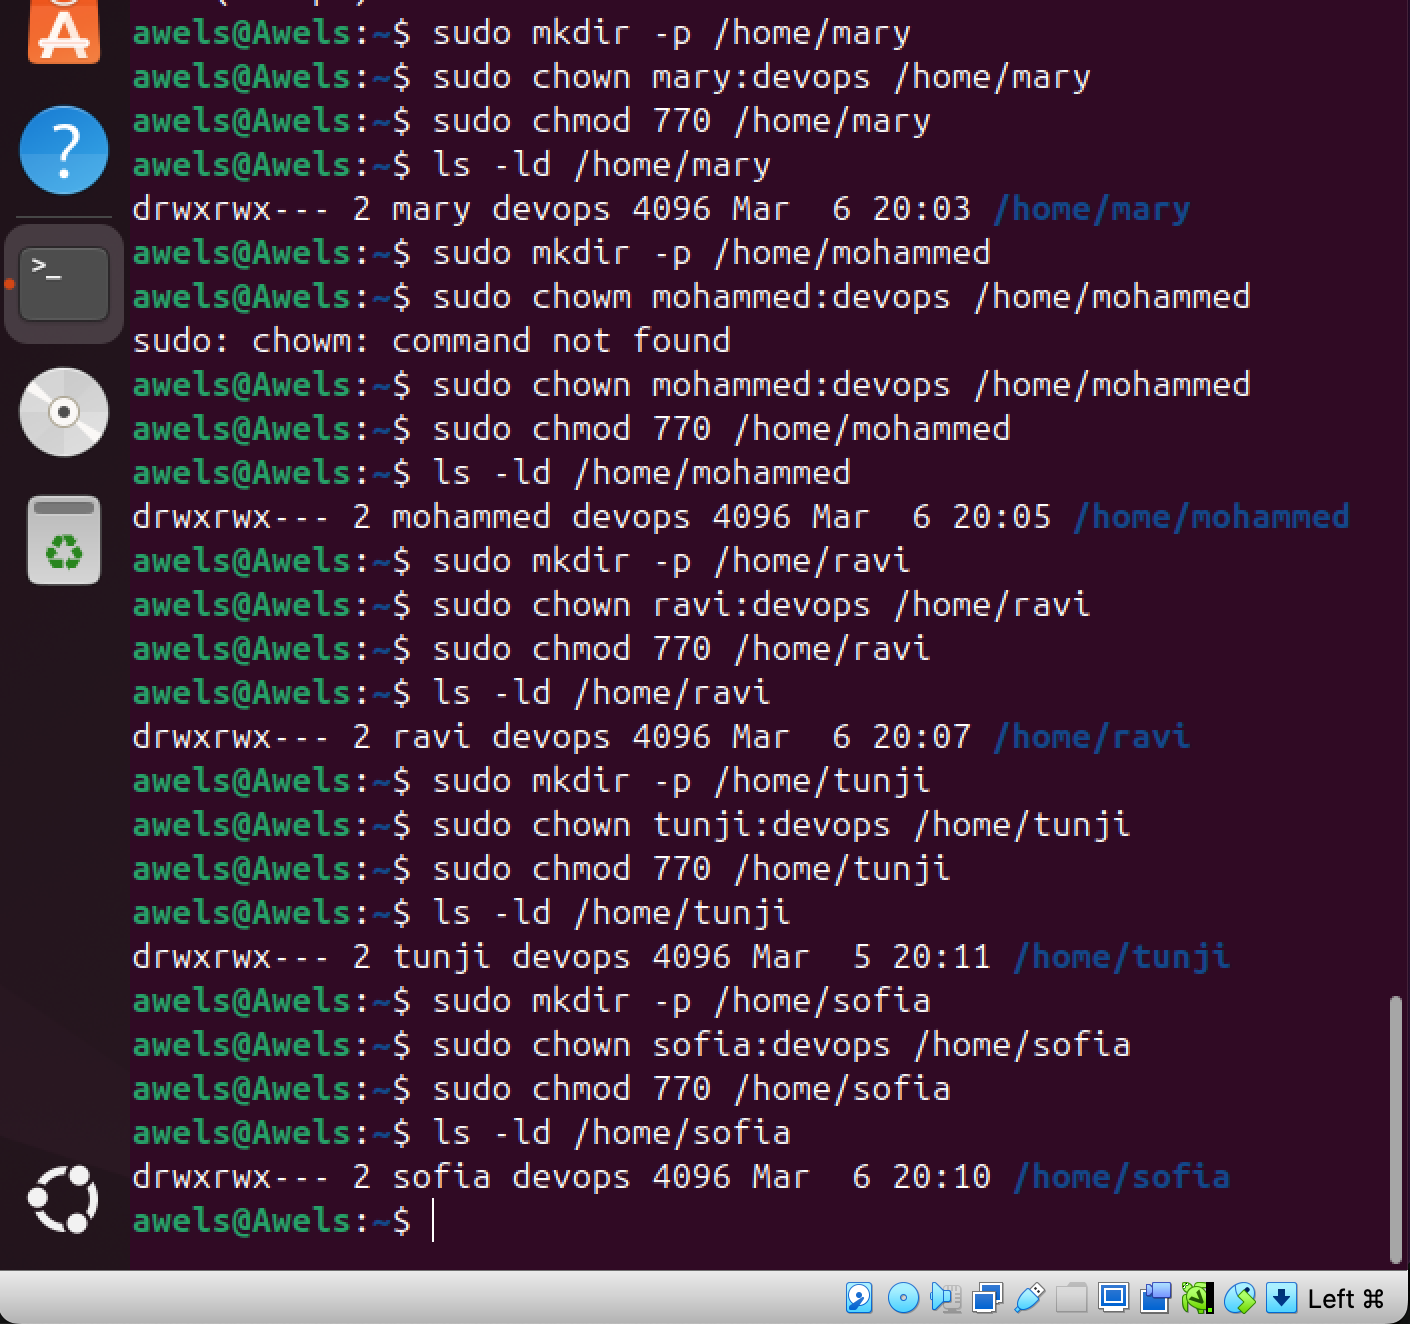 awels@Awels:~$ sudo mkdir -p /home/mary
awels@Awels:~$ sudo chown mary:devops /home/mary
awels@Awels:~$ sudo chmod 770 /home/mary
awels@Awels:~$ ls -ld /home/mary
drwxrwx--- 2 mary devops 4096 Mar  6 20:03 /home/mary
awels@Awels:~$ sudo mkdir -p /home/mohammed
awels@Awels:~$ sudo chowm mohammed:devops /home/mohammed
sudo: chowm: command not found
awels@Awels:~$ sudo chown mohammed:devops /home/mohammed
awels@Awels:~$ sudo chmod 770 /home/mohammed
awels@Awels:~$ ls -ld /home/mohammed
drwxrwx--- 2 mohammed devops 4096 Mar  6 20:05 /home/mohammed
awels@Awels:~$ sudo mkdir -p /home/ravi
awels@Awels:~$ sudo chown ravi:devops /home/ravi
awels@Awels:~$ sudo chmod 770 /home/ravi
awels@Awels:~$ ls -ld /home/ravi
drwxrwx--- 2 ravi devops 4096 Mar  6 20:07 /home/ravi
awels@Awels:~$ sudo mkdir -p /home/tunji
awels@Awels:~$ sudo chown tunji:devops /home/tunji
awels@Awels:~$ sudo chmod 770 /home/tunji
awels@Awels:~$ ls -ld /home/tunji
drwxrwx--- 2 tunji devops 4096 Mar  5 20:11 /home/tunji
awels@Awels:~$ sudo mkdir -p /home/sofia
awels@Awels:~$ sudo chown sofia:devops /home/sofia
awels@Awels:~$ sudo chmod 770 /home/sofia
awels@Awels:~$ ls -ld /home/sofia
drwxrwx--- 2 sofia devops 4096 Mar  6 20:10 /home/sofia
awels@Awels:~$
Left ⌘